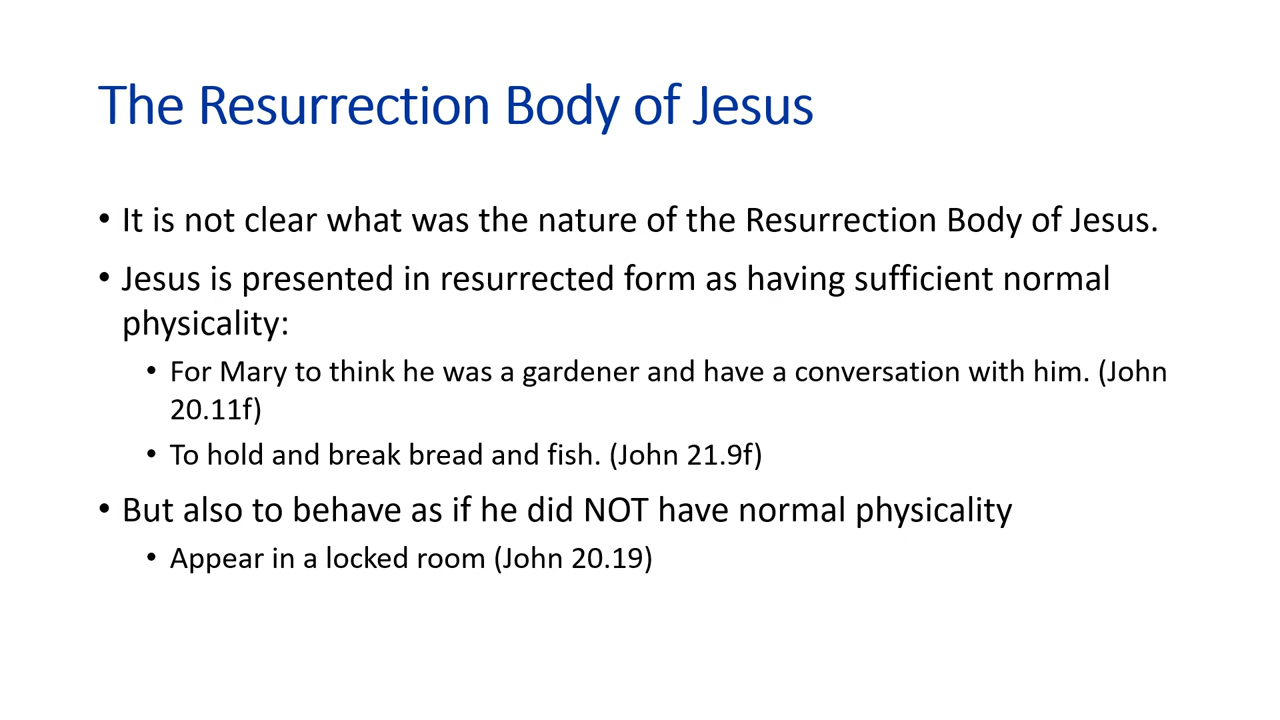 The Resurrection Body of Jesus
• It is not clear what was the nature of the Resurrection Body of Jesus.
• Jesus is presented in resurrected form as having sufficient normal
physicality:
• For Mary to think he was a gardener and have a conversation with him. (John
20.11f)
• To hold and break bread and fish. (John 21.9f)
• But also to behave as if he did NOT have normal physicality
• Appear in a locked room (John 20.19)